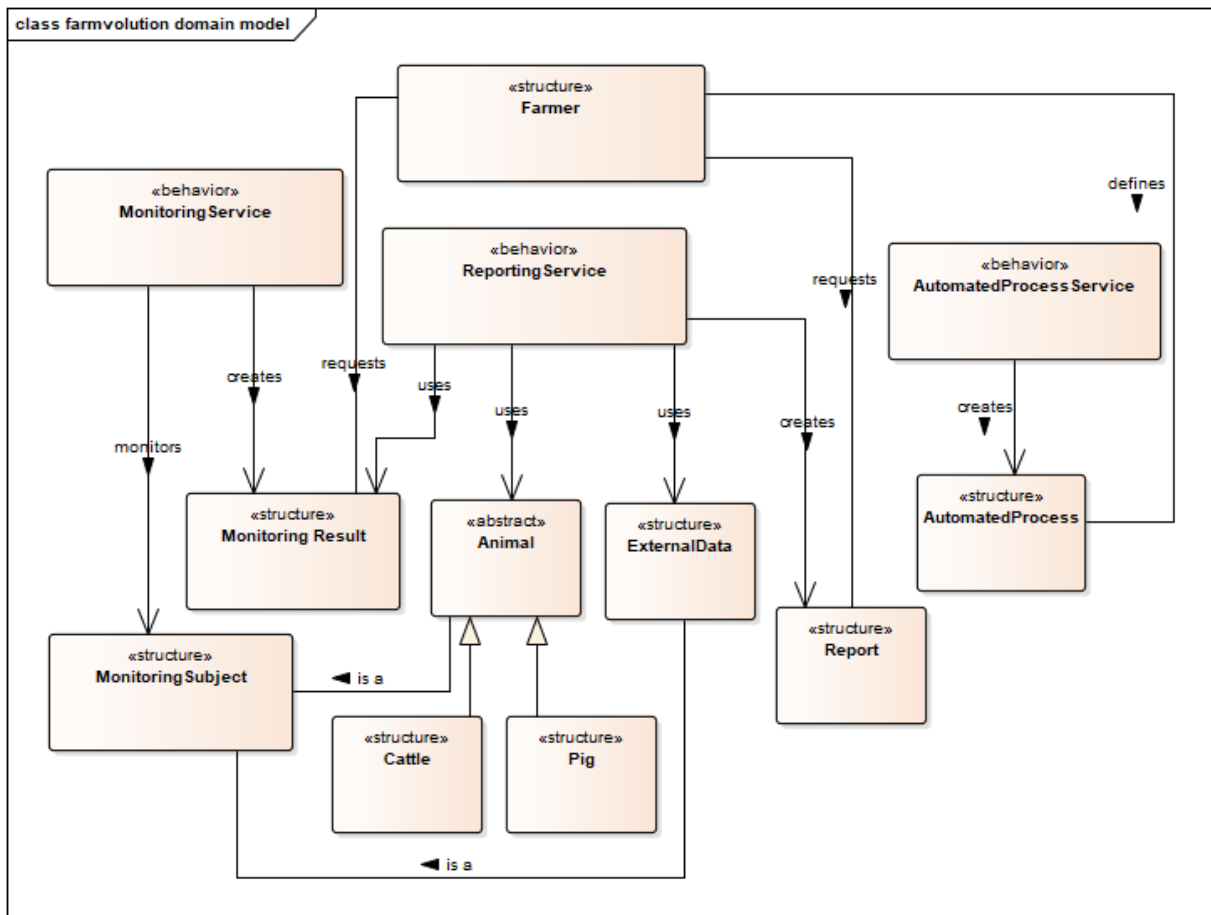 class farmvolution domain model
«structure»
Farmer
«behavior»
MonitoringService
defines
«behavior»
ReportingService
«behavior»
AutomatedProcessService
requests
creates
requests
uses
uses
uses
creates
creates
monitors
«structure»
Monitoring Result
«abstract»
Animal
«structure»
ExternalData
«structure»
AutomatedProcess
«structure»
MonitoringSubject
«structure»
Report
is a
«structure»
Cattle
«structure»
Pig
is a